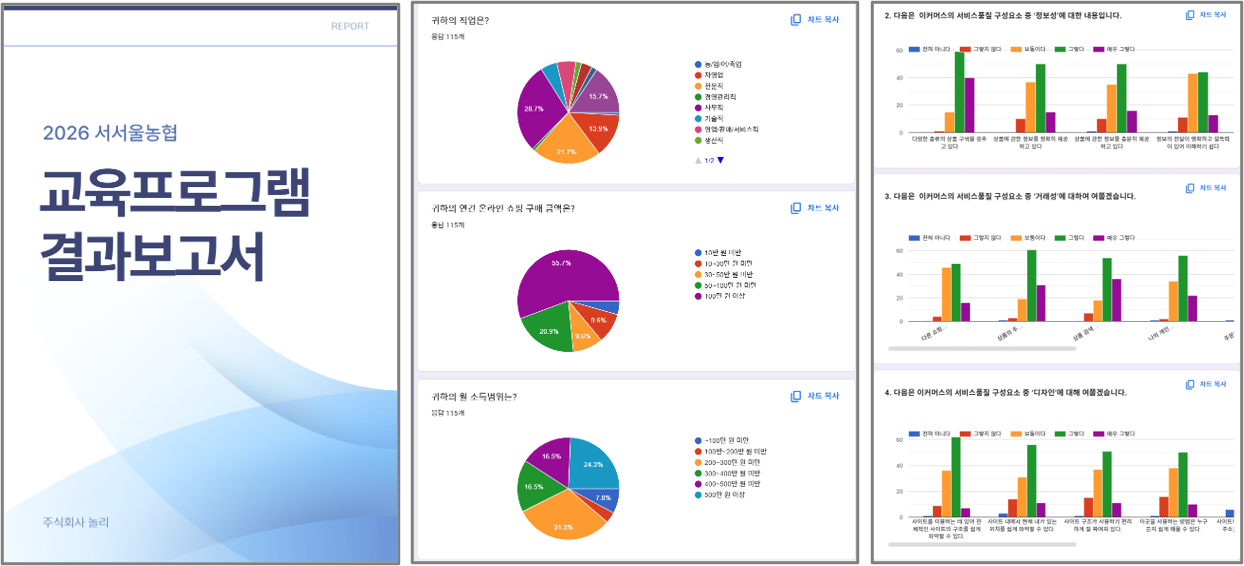 REPORT
2026 서서울농협
교육프로그램
결과보고서
주식회사 놀리
귀하의 직업은?
차트 복사
응답 115개
농/임/어/축업
자영업
전문직
경영관리직
사무직
기술직
영업/판매/서비스직
생산직
1/2
15.7%
13.9%
21.7%
28.7%
귀하의 연간 온라인 쇼핑 구매 금액은?
차트 복사
응답 115개
10만 원 미만
10~30만 원 미만
30~50만 원 미만
50~100만 원 미만
100만 원 이상
55.7%
9.6%
9.6%
20.9%
귀하의 월 소득범위는?
차트 복사
응답 115개
~100만 원 미만
100만~200만 원 미만
200~300만 원 미만
300~400만 원 미만
400~500만 원 미만
500만 원 이상
16.5%
24.3%
16.5%
7.8%
31.3%
2. 다음은 이커머스의 서비스품질 구성요소 중 '정보성'에 대한 내용입니다.
차트 복사
전혀 아니다 그렇지 않다 보통이다 그렇다 매우 그렇다
60
40
20
0
다양한 종류의 상품 구색을 갖추
고 있다
상품에 관한 정보를 정확히 제공
하고 있다
상품에 관한 정보를 충분히 제공
하고 있다
정보의 전달이 명확하고 설득력
이 있어 이해하기 쉽다
3. 다음은 이커머스의 서비스품질 구성요소 중 '거래성'에 대하여 여쭙겠습니다.
차트 복사
전혀 아니다 그렇지 않다 보통이다 그렇다 매우 그렇다
60
40
20
0
다른 쇼핑...
상품의 주...
상품 검색...
나의 개인...
주문
4. 다음은 이커머스의 서비스품질 구성요소 중 '디자인'에 대해 여쭙겠습니다.
차트 복사
전혀 아니다 그렇지 않다 보통이다 그렇다 매우 그렇다
60
40
20
0
사이트를 이용하는 데 있어 전
체적인 사이트의 구조를 쉽게
파악할 수 있다
사이트 내에서 현재 내가 있는
위치를 쉽게 파악할 수 있다.
사이트 구조가 사용하기 편리
하게 잘 짜여져 있다.
이곳을 사용하는 방법은 누구
든지 쉽게 배울 수 있다.